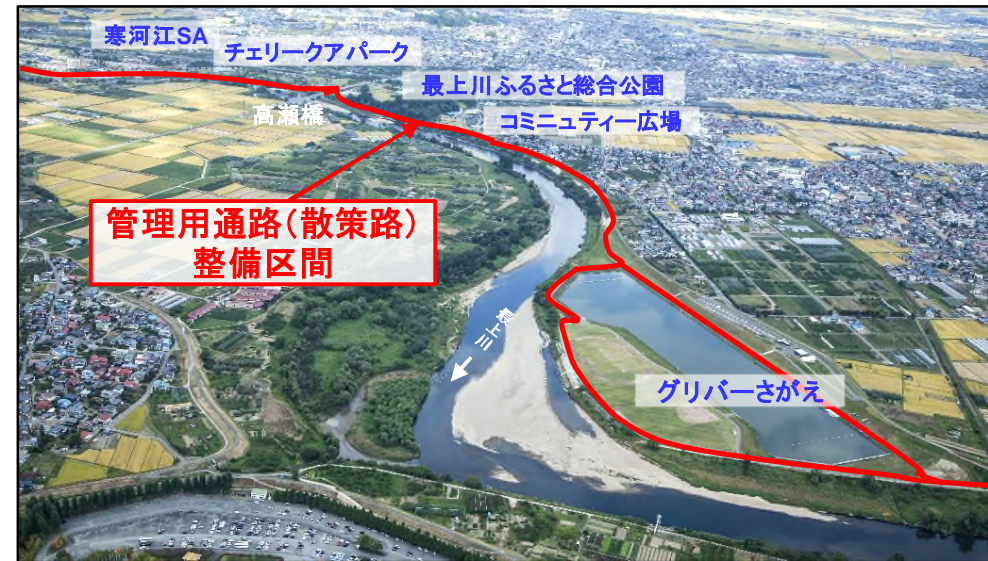 寒河江SA
チェリークアパーク
最上川ふるさと総合公園
高瀬橋
コミニュティー広場
管理用通路（散策路）
整備区間
最上川
グリバーさがえ